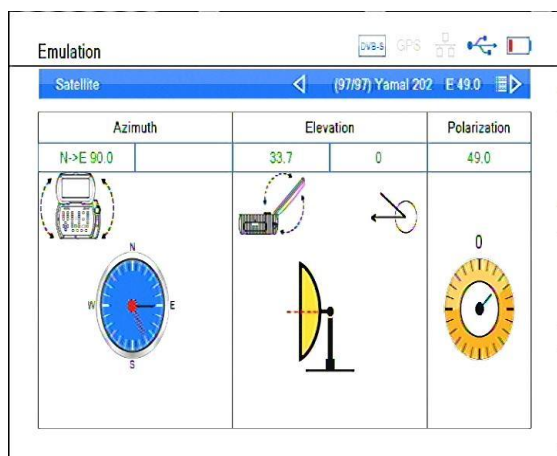 Emulation DVB-S GPS
Satellite (97/97) Yamal 202 E 49.0
Azimuth Elevation Polarization
N->E 90.0 33.7 0 49.0
N
0
W E
S